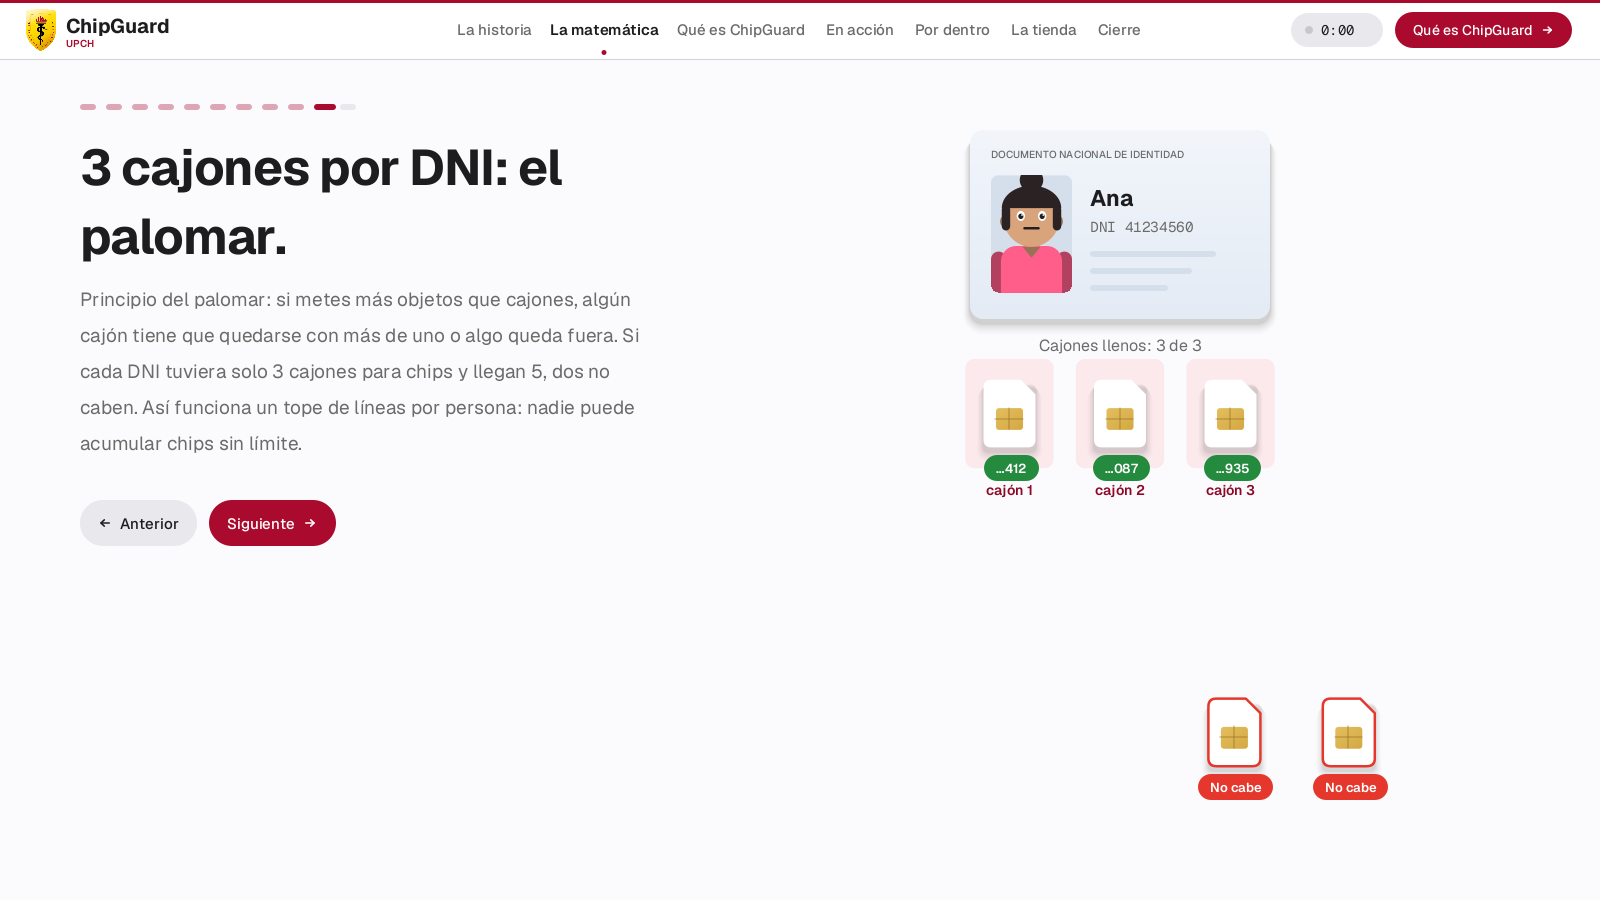 ChipGuard
UPCH
La historia
La matemática
Qué es ChipGuard
En acción
Por dentro
La tienda
Cierre
0:00
Qué es ChipGuard →
3 cajones por DNI: el
palomar.
Principio del palomar: si metes más objetos que cajones, algún
cajón tiene que quedarse con más de uno o algo queda fuera. Si
cada DNI tuviera solo 3 cajones para chips y llegan 5, dos no
caben. Así funciona un tope de líneas por persona: nadie puede
acumular chips sin límite.
← Anterior
Siguiente →
DOCUMENTO NACIONAL DE IDENTIDAD
Ana
DNI 41234560
Cajones llenos: 3 de 3
...412
...087
...935
cajón 1
cajón 2
cajón 3
No cabe
No cabe